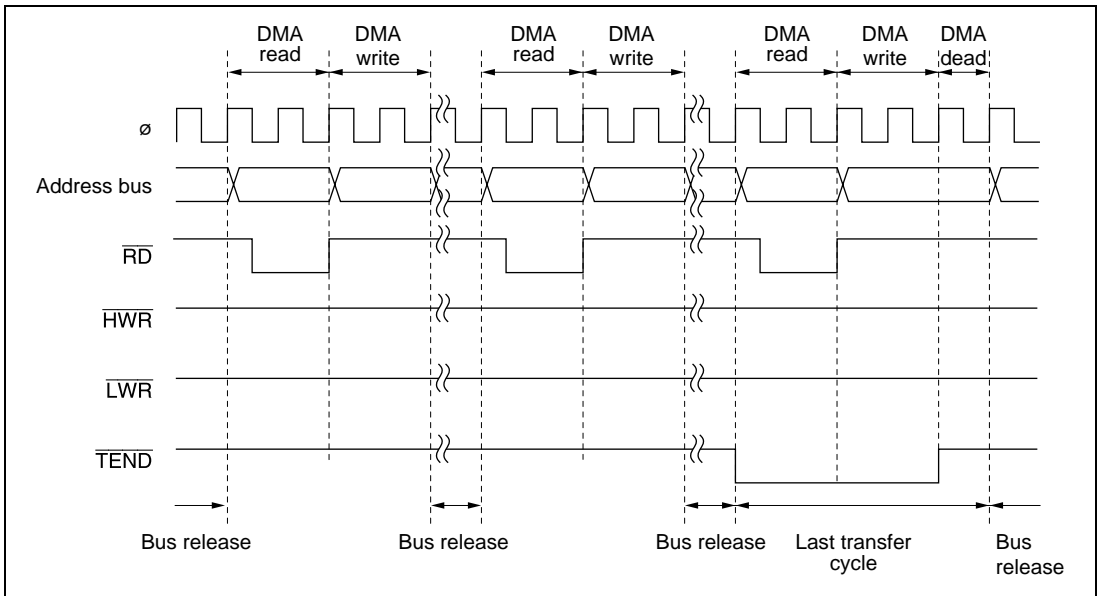 DMA read
DMA write
DMA read
DMA write
DMA read
DMA write
DMA dead
ø
Address bus
RD
HWR
LWR
TEND
Bus release
Bus release
Bus release
Last transfer cycle
Bus release